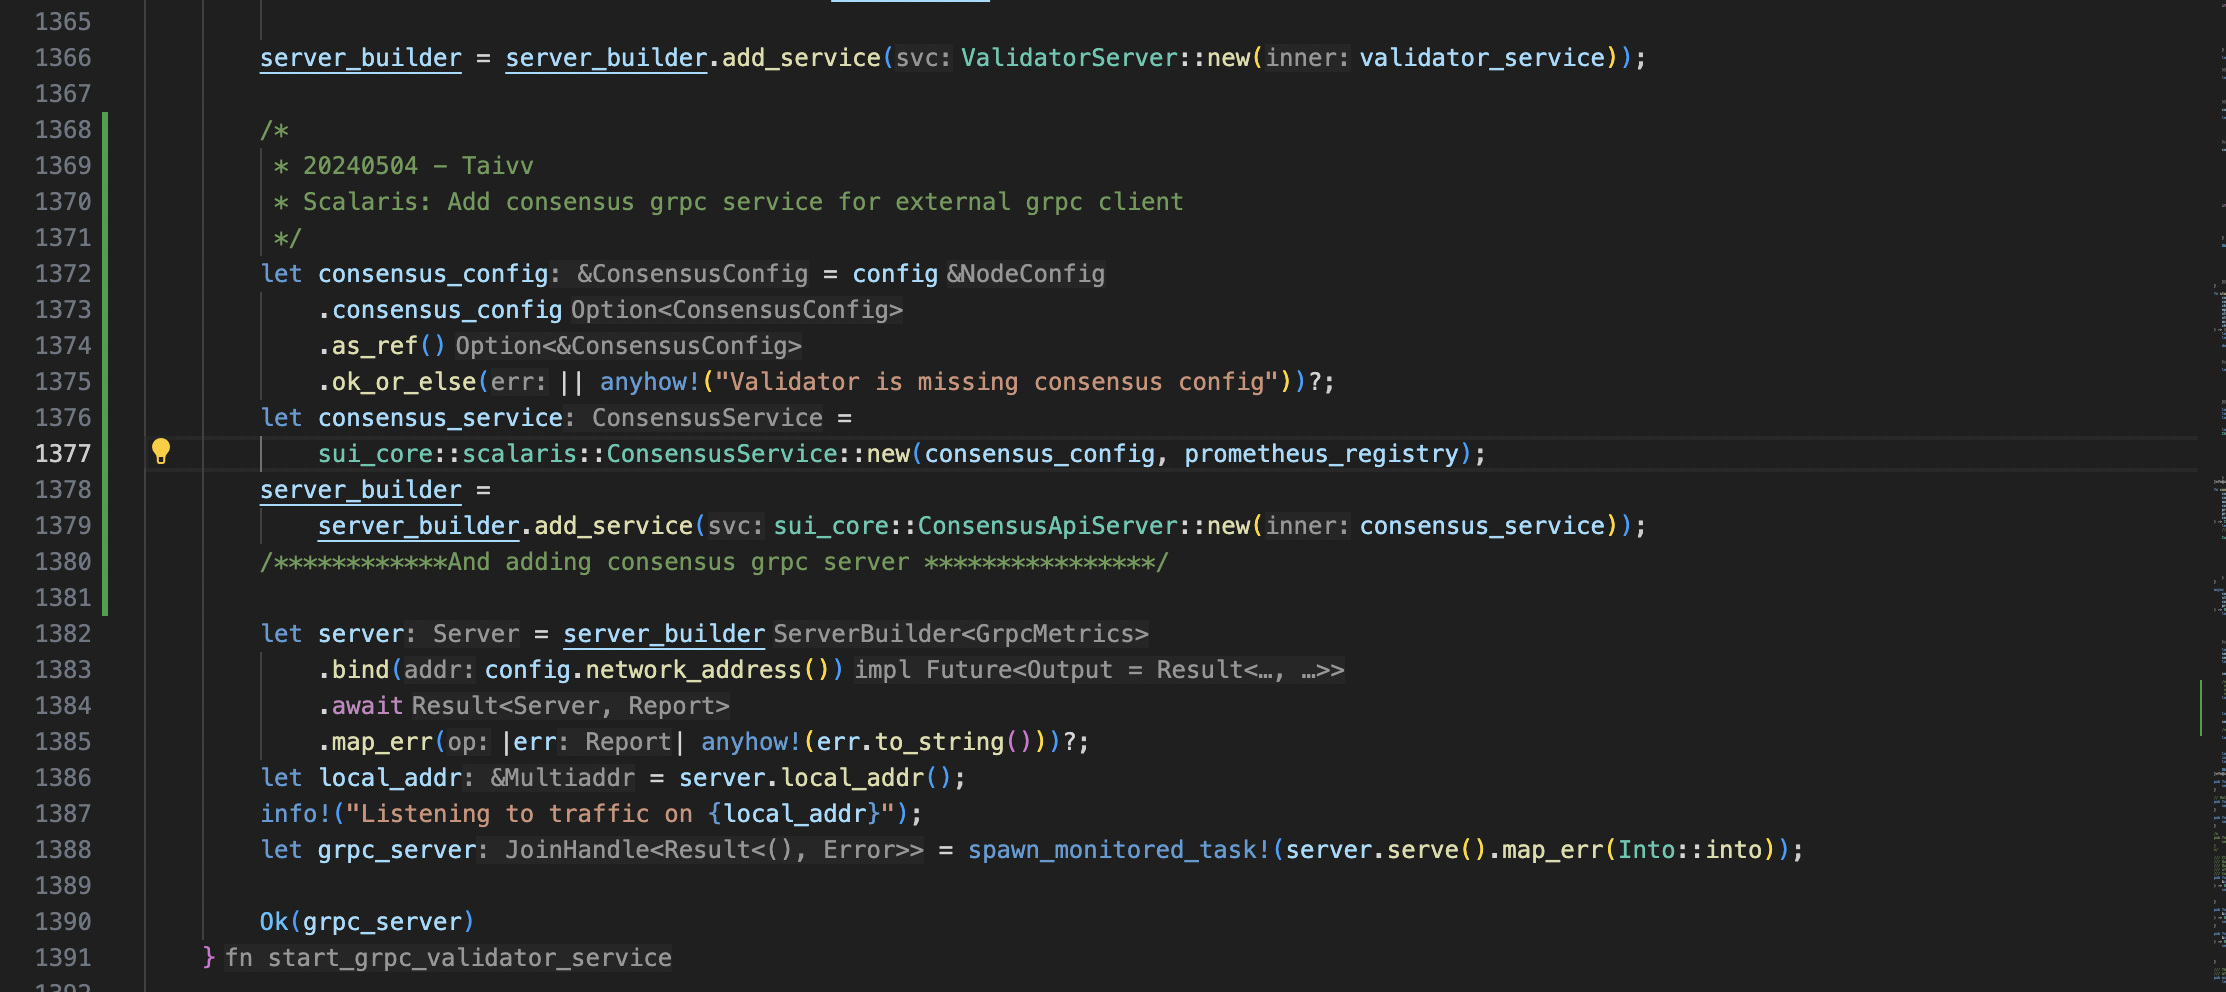 1365
1366 server_builder = server_builder.add_service(svc: ValidatorServer::new(inner: validator_service));
1367
1368 /*
1369 * 20240504 - Taivv
1370 * Scalaris: Add consensus grpc service for external grpc client
1371 */
1372 let consensus_config: &ConsensusConfig = config &NodeConfig
1373 .consensus_config Option<ConsensusConfig>
1374 .as_ref() Option<&ConsensusConfig>
1375 .ok_or_else(err: || anyhow!("Validator is missing consensus config"))?;
1376 let consensus_service: ConsensusService =
1377 sui_core::scalaris::ConsensusService::new(consensus_config, prometheus_registry);
1378 server_builder =
1379 server_builder.add_service(svc: sui_core::ConsensusApiServer::new(inner: consensus_service));
1380 /************And adding consensus grpc server ****************/
1381
1382 let server: Server = server_builder ServerBuilder<GrpcMetrics>
1383 .bind(addr: config.network_address()) impl Future<Output = Result<…, …>>
1384 .await Result<Server, Report>
1385 .map_err(op: |err: Report| anyhow!(err.to_string()))?;
1386 let local_addr: &Multiaddr = server.local_addr();
1387 info!("Listening to traffic on {local_addr}");
1388 let grpc_server: JoinHandle<Result<(), Error>> = spawn_monitored_task!(server.serve().map_err(Into::into));
1389
1390 Ok(grpc_server)
1391 } fn start_grpc_validator_service
1392